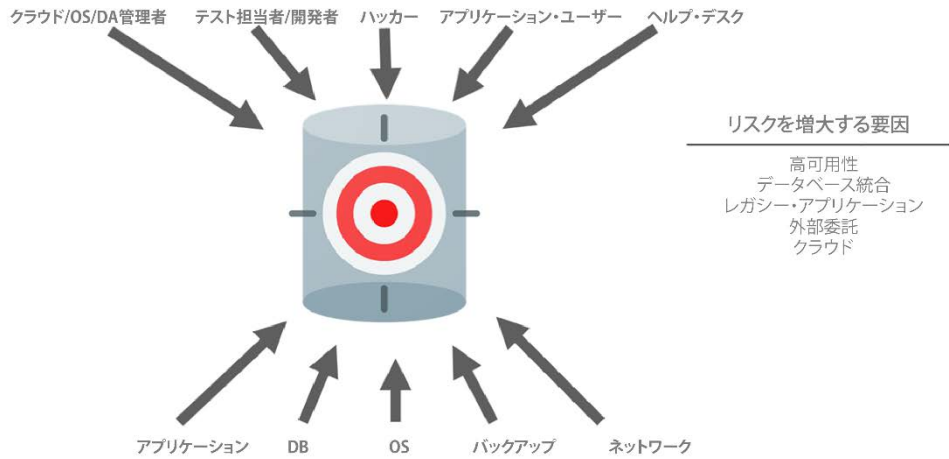 クラウド/OS/DA管理者 テスト担当者/開発者 ハッカー アプリケーション・ユーザー ヘルプ・デスク
リスクを増大する要因
高可用性
データベース統合
レガシー・アプリケーション
外部委託
クラウド
アプリケーション DB OS バックアップ ネットワーク